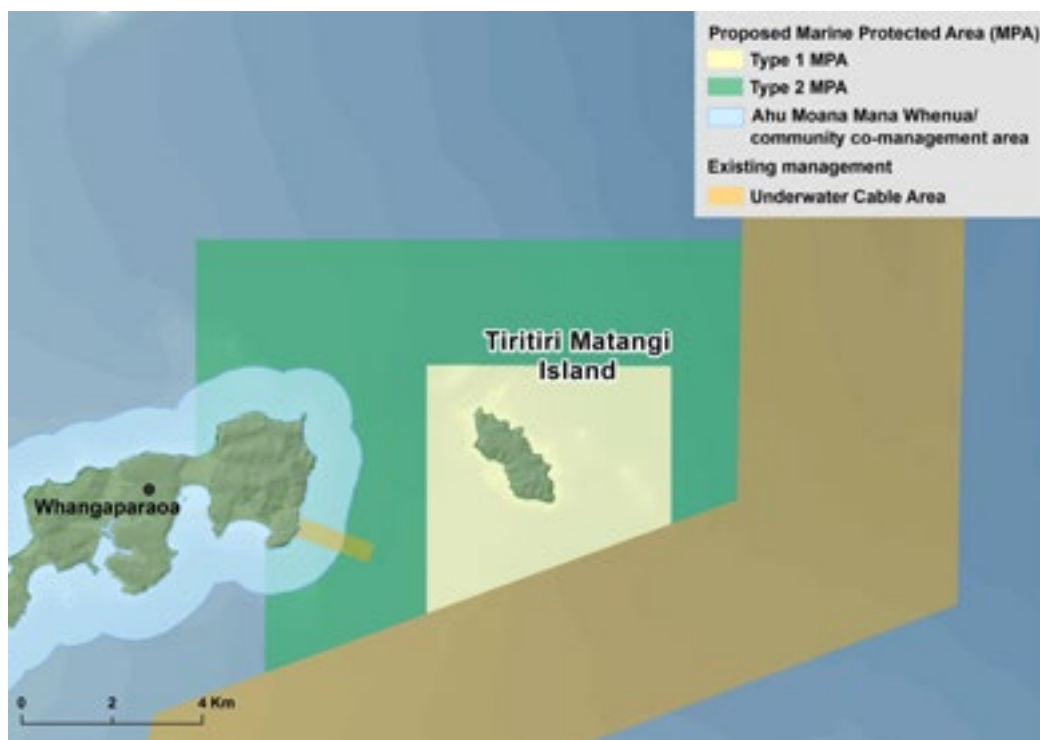 Proposed Marine Protected Area (MPA)
Type 1 MPA
Type 2 MPA
Ahu Moana Mana Whenua/
community co-management area
Existing management
Underwater Cable Area
Tiritiri Matangi
Island
Whangaparaoa
0 2 4 Km